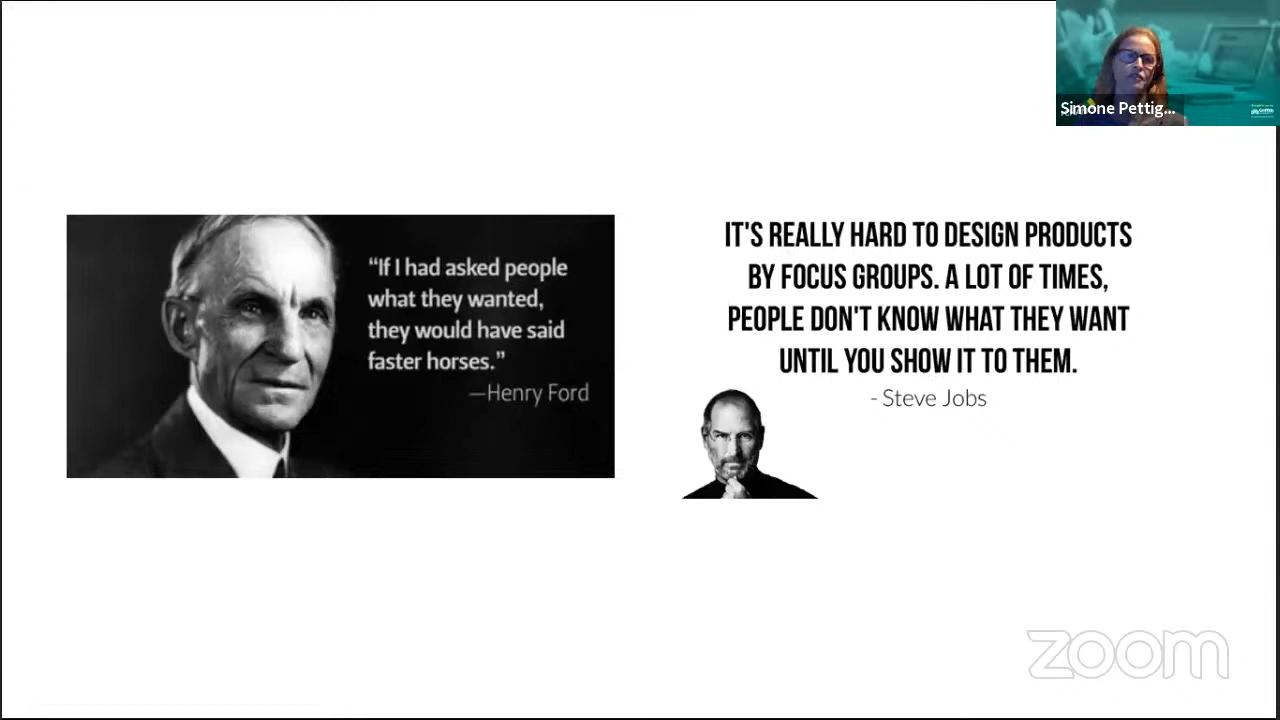 Simone Pettig...
“If I had asked people
what they wanted,
they would have said
faster horses.”
—Henry Ford
IT'S REALLY HARD TO DESIGN PRODUCTS
BY FOCUS GROUPS. A LOT OF TIMES,
PEOPLE DON'T KNOW WHAT THEY WANT
UNTIL YOU SHOW IT TO THEM.
- Steve Jobs
zoom